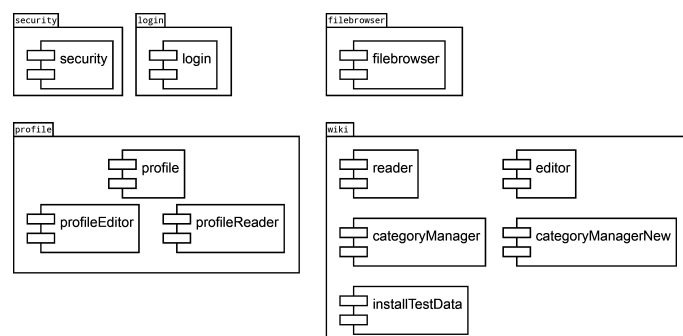 security
login
filebrowser
security
login
filebrowser
profile
wiki
profile
reader
editor
profileEditor
profileReader
categoryManager
categoryManagerNew
installTestData